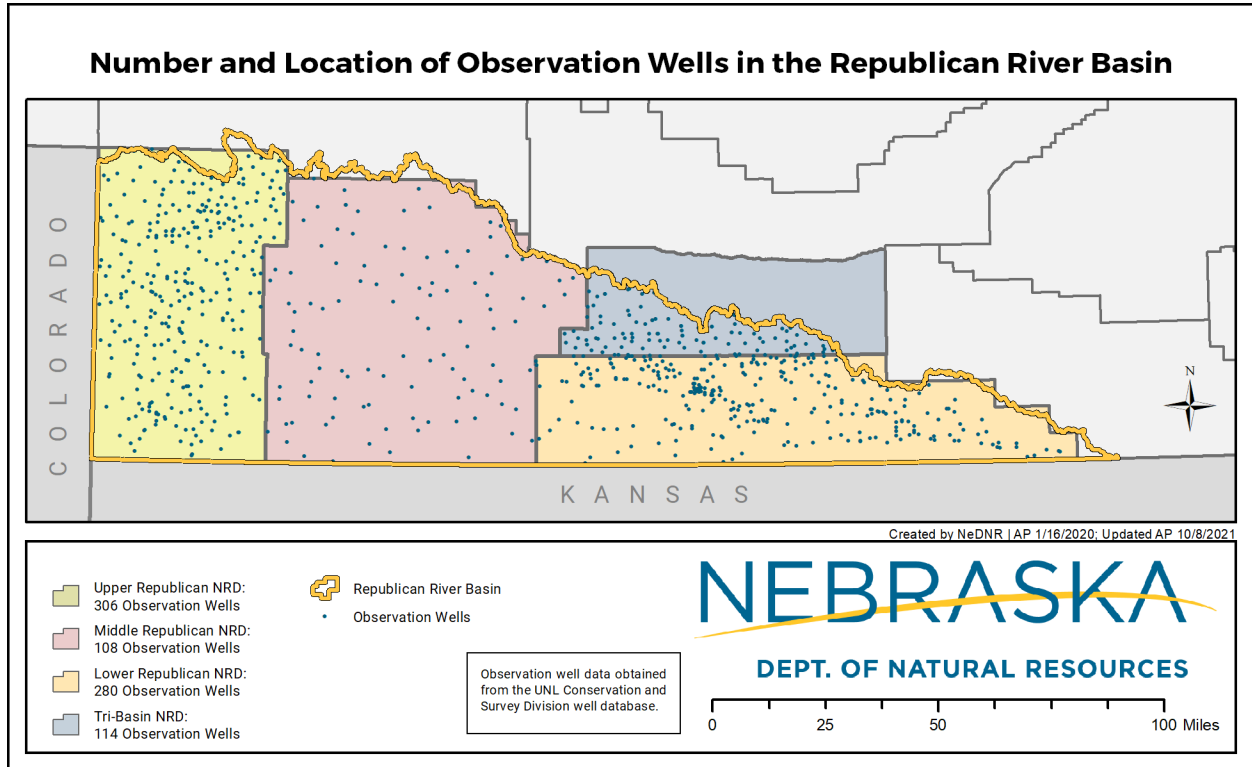 Number and Location of Observation Wells in the Republican River Basin
COLORADO
N
KANSAS
Created by NeDNR | AP 1/16/2020; Updated AP 10/8/2021
Upper Republican NRD:
306 Observation Wells
Middle Republican NRD:
108 Observation Wells
Lower Republican NRD:
280 Observation Wells
Tri-Basin NRD:
114 Observation Wells
Republican River Basin
Observation Wells
Observation well data obtained
from the UNL Conservation and
Survey Division well database.
NEBRASKA
DEPT. OF NATURAL RESOURCES
0 25 50 100 Miles